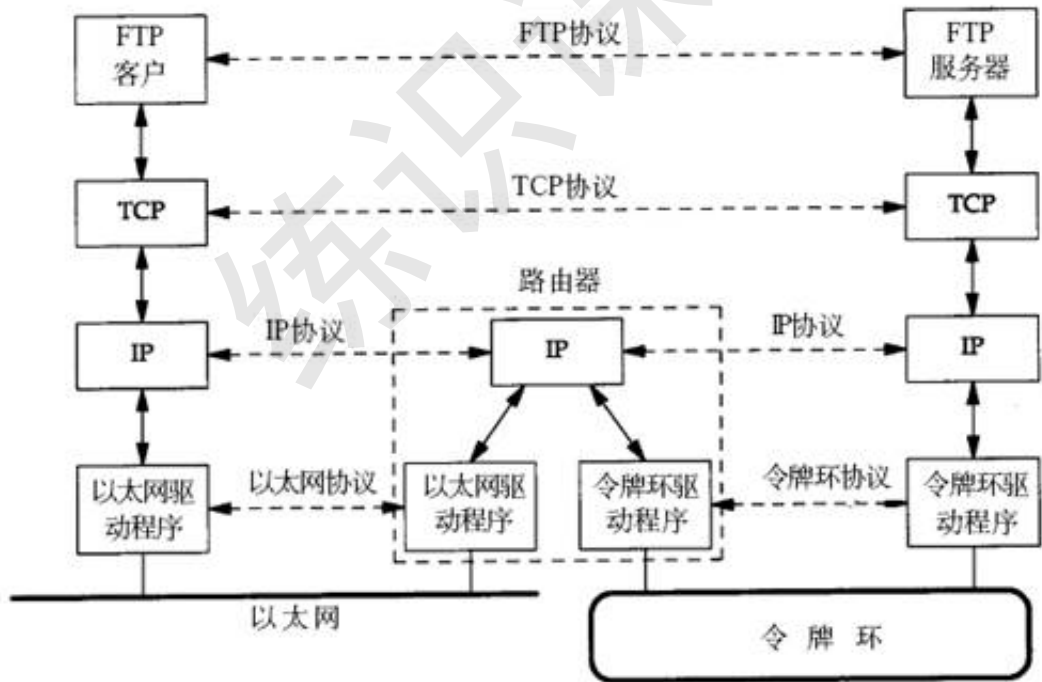 FTP
客户
FTP协议
FTP
服务器
TCP
TCP协议
TCP
路由器
IP
IP协议
IP
IP协议
IP
以太网驱
动程序
以太网协议
以太网驱
动程序
令牌环驱
动程序
令牌环协议
令牌环驱
动程序
以太网
令牌环
练识课